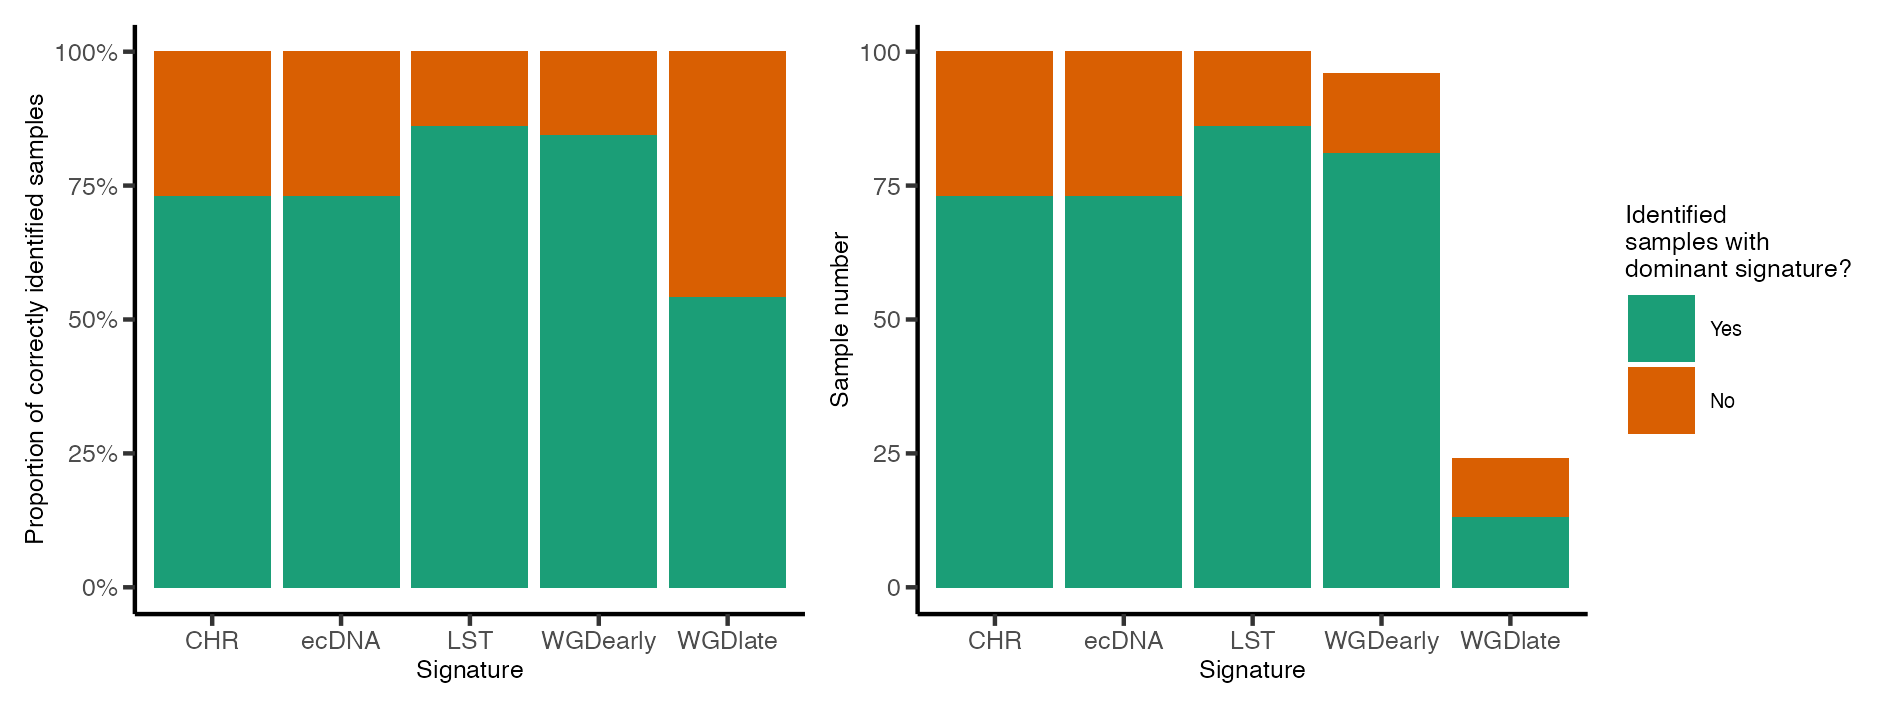 Proportion of correctly identified samples
100%
75%
50%
25%
0%
CHR
ecDNA
LST
WGDearly
WGDlate
Signature
Sample number
100
75
50
25
0
CHR
ecDNA
LST
WGDearly
WGDlate
Signature
Identified
samples with
dominant signature?
Yes
No